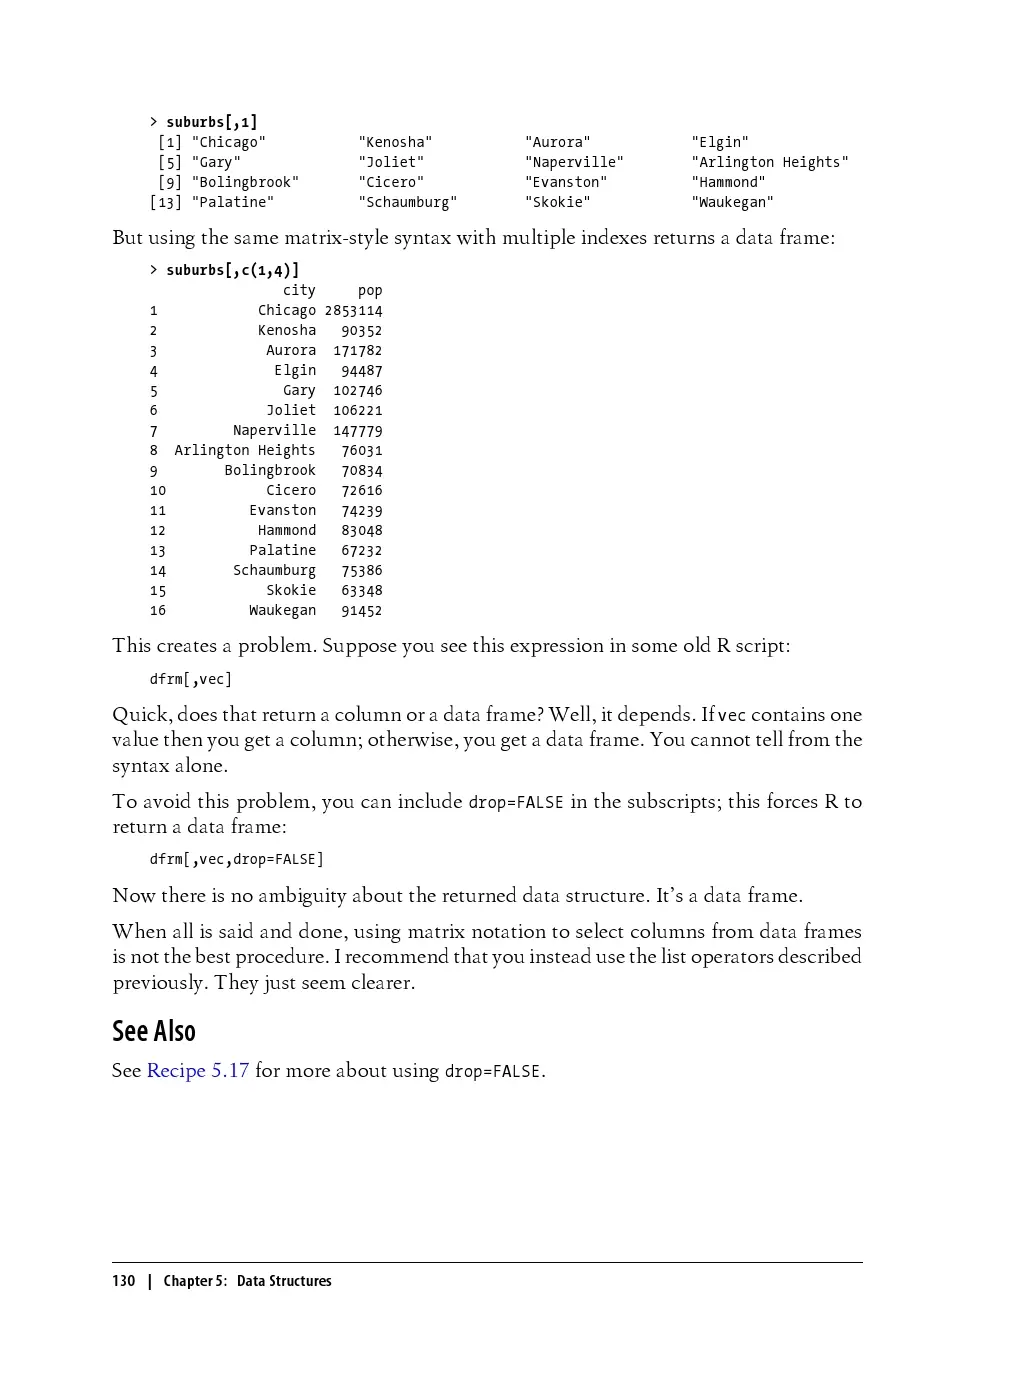 > suburbs[,1]
 [1] "Chicago"           "Kenosha"           "Aurora"            "Elgin"
 [5] "Gary"              "Joliet"            "Naperville"        "Arlington Heights"
 [9] "Bolingbrook"       "Cicero"            "Evanston"          "Hammond"
[13] "Palatine"          "Schaumburg"        "Skokie"            "Waukegan"
But using the same matrix-style syntax with multiple indexes returns a data frame:
> suburbs[,c(1,4)]
                city     pop
1            Chicago 2853114
2            Kenosha   90352
3             Aurora  171782
4              Elgin   94487
5               Gary  102746
6             Joliet  106221
7         Naperville  147779
8  Arlington Heights   76031
9        Bolingbrook   70834
10            Cicero   72616
11          Evanston   74239
12           Hammond   83048
13          Palatine   67232
14        Schaumburg   75386
15            Skokie   63348
16          Waukegan   91452
This creates a problem. Suppose you see this expression in some old R script:
dfrm[,vec]
Quick, does that return a column or a data frame? Well, it depends. If vec contains one
value then you get a column; otherwise, you get a data frame. You cannot tell from the
syntax alone.
To avoid this problem, you can include drop=FALSE in the subscripts; this forces R to
return a data frame:
dfrm[,vec,drop=FALSE]
Now there is no ambiguity about the returned data structure. It's a data frame.
When all is said and done, using matrix notation to select columns from data frames
is not the best procedure. I recommend that you instead use the list operators described
previously. They just seem clearer.
See Also
See Recipe 5.17 for more about using drop=FALSE.
130 | Chapter 5: Data Structures